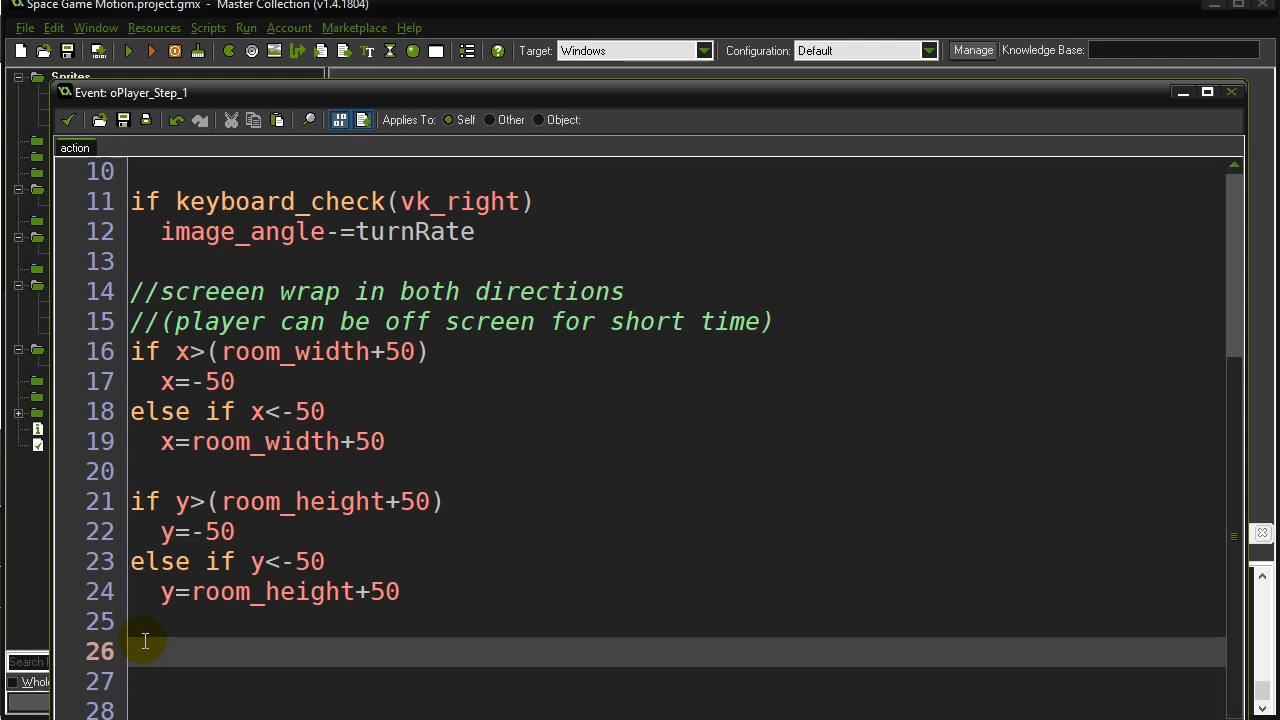 Space Game Motion.project.gmx - Master Collection (v1.4.1804)
File Edit Window Resources Scripts Run Account Marketplace Help
Target: Windows Configuration: Default Manage Knowledge Base:
Sprites
Event: oPlayer_Step_1
Applies To: Self Other Object:
action
10
11 if keyboard_check(vk_right)
12 image_angle-=turnRate
13
14 //screeen wrap in both directions
15 //(player can be off screen for short time)
16 if x>(room_width+50)
17 x=-50
18 else if x<-50
19 x=room_width+50
20
21 if y>(room_height+50)
22 y=-50
23 else if y<-50
24 y=room_height+50
25
26
Search
Whole
27
28